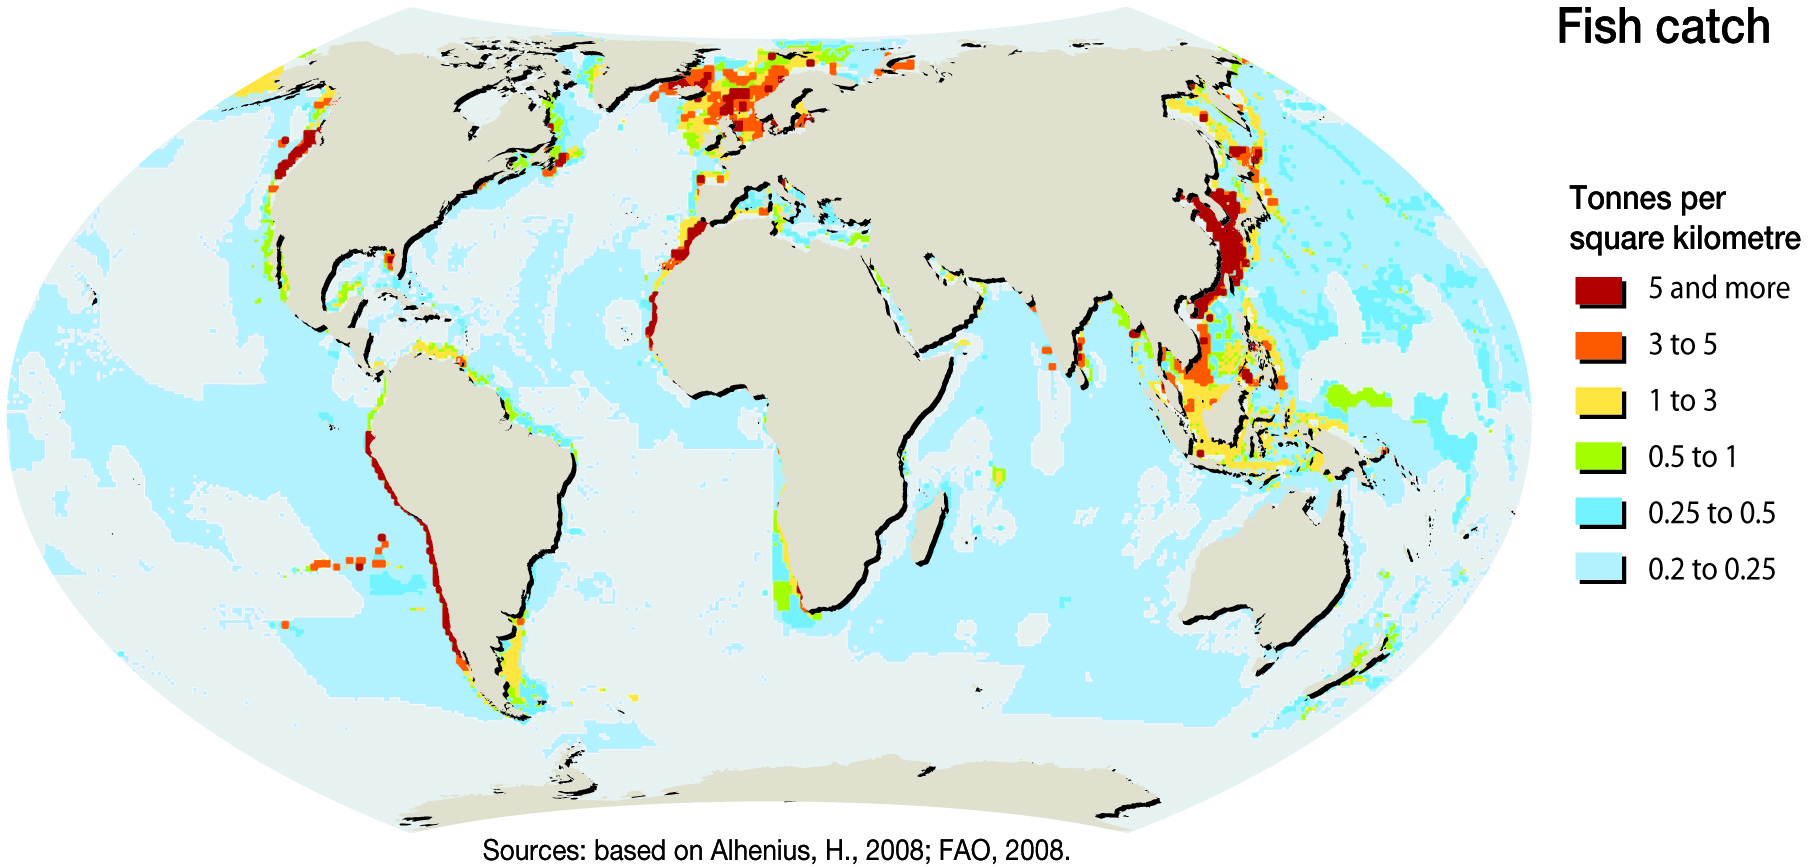 Fish catch
Tonnes per
square kilometre
5 and more
3 to 5
1 to 3
0.5 to 1
0.25 to 0.5
0.2 to 0.25
Sources: based on Alhenius, H., 2008; FAO, 2008.